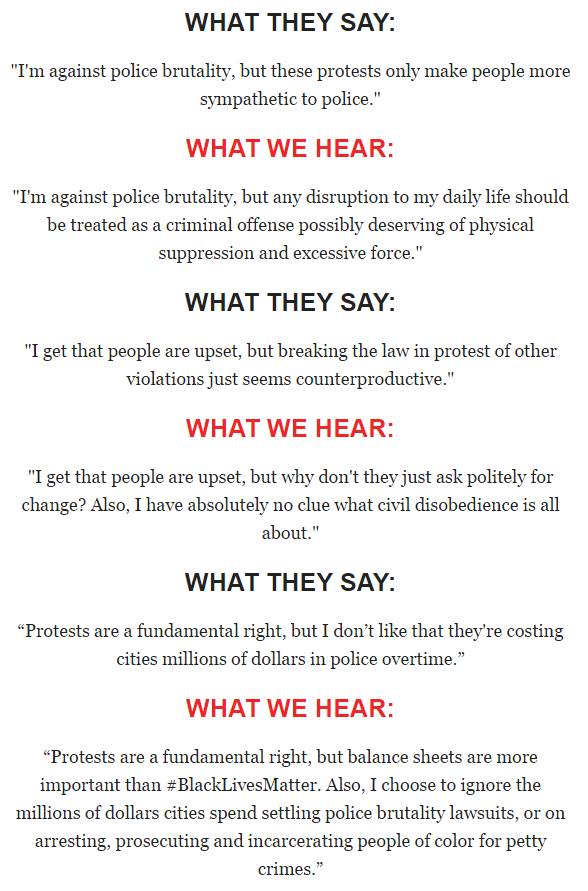 WHAT THEY SAY:
"I'm against police brutality, but these protests only make people more
sympathetic to police."
WHAT WE HEAR:
"I'm against police brutality, but any disruption to my daily life should
be treated as a criminal offense possibly deserving of physical
suppression and excessive force."
WHAT THEY SAY:
"I get that people are upset, but breaking the law in protest of other
violations just seems counterproductive."
WHAT WE HEAR:
"I get that people are upset, but why don't they just ask politely for
change? Also, I have absolutely no clue what civil disobedience is all
about."
WHAT THEY SAY:
“Protests are a fundamental right, but I don’t like that they're costing
cities millions of dollars in police overtime.”
WHAT WE HEAR:
“Protests are a fundamental right, but balance sheets are more
important than #BlackLivesMatter. Also, I choose to ignore the
millions of dollars cities spend settling police brutality lawsuits, or on
arresting, prosecuting and incarcerating people of color for petty
crimes.”